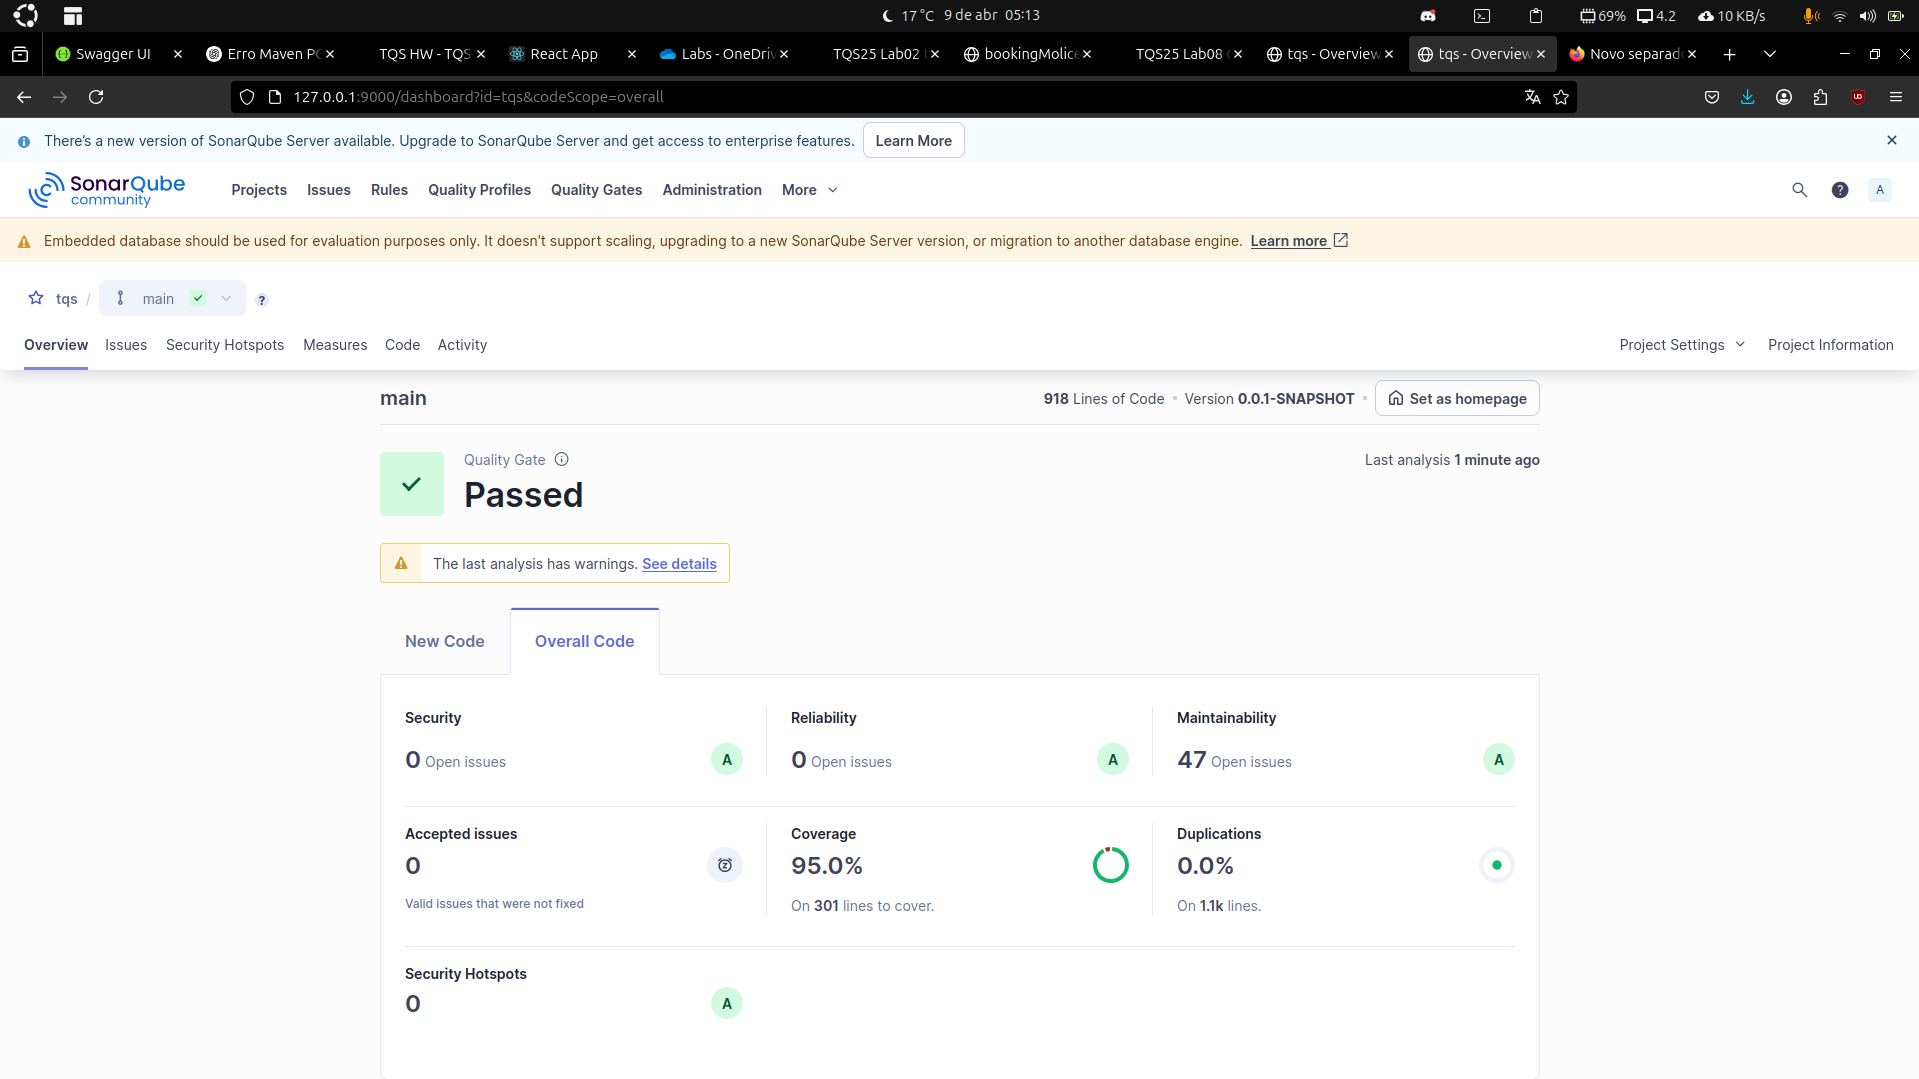 17 °C 9 de abr 05:13
69% 4.2 10 KB/s
Swagger UI
Erro Maven PO
TQS HW - TQS
React App
Labs - OneDriv
TQS25 Lab02
bookingMolice
TQS25 Lab08
tqs - Overview
tqs - Overview
Novo separado
127.0.0.1:9000/dashboard?id=tqs&codeScope=overall
There's a new version of SonarQube Server available. Upgrade to SonarQube Server and get access to enterprise features. Learn More
SonarQube community
Projects Issues Rules Quality Profiles Quality Gates Administration More
A
Embedded database should be used for evaluation purposes only. It doesn't support scaling, upgrading to a new SonarQube Server version, or migration to another database engine. Learn more
tqs / main ?
Overview Issues Security Hotspots Measures Code Activity Project Settings Project Information
main 918 Lines of Code • Version 0.0.1-SNAPSHOT • Set as homepage
Quality Gate
Last analysis 1 minute ago
Passed
The last analysis has warnings. See details
New Code Overall Code
Security Reliability Maintainability
0 Open issues A 0 Open issues A 47 Open issues A
Accepted issues Coverage Duplications
0 95.0% 0.0%
Valid issues that were not fixed On 301 lines to cover. On 1.1k lines.
Security Hotspots
0 A